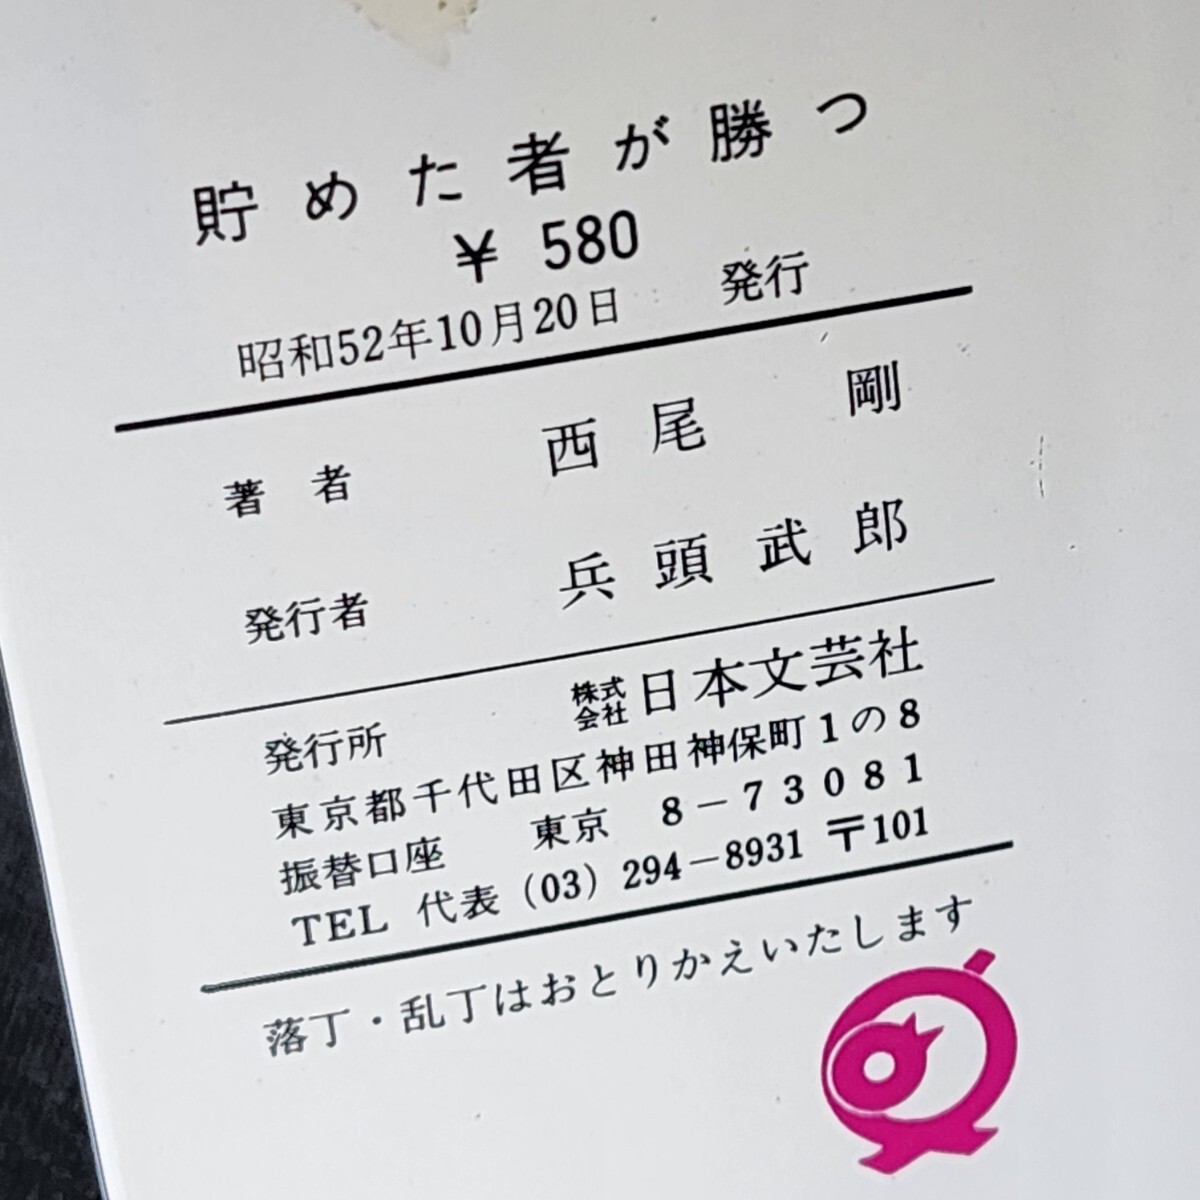 貯めた者が勝つ
¥ 580
昭和52年10月20日 発行
著者 西尾 剛
発行者 兵頭武郎
発行所 株式会社日本文芸社
東京都千代田区神田神保町1の8
振替口座 東京 8-73081
TEL 代表 (03) 294-8931 〒101
落丁・乱丁はおとりかえいたします